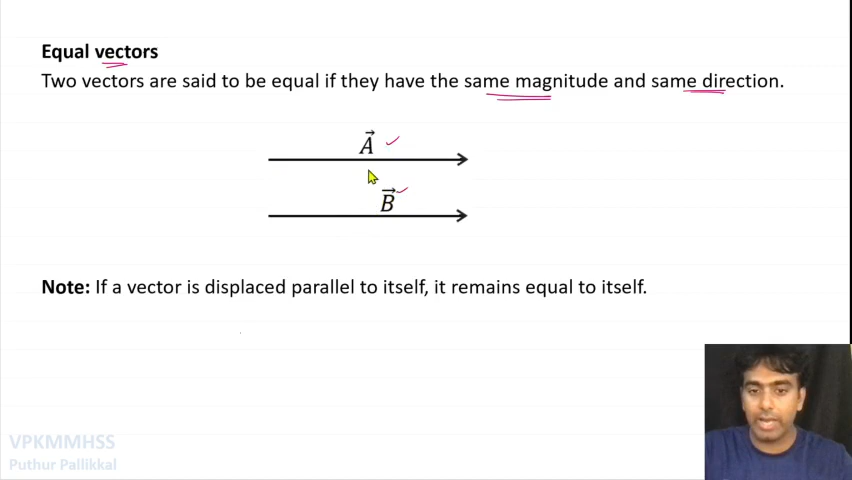 Equal vectors
Two vectors are said to be equal if they have the same magnitude and same direction.
A⃗
B⃗
Note: If a vector is displaced parallel to itself, it remains equal to itself.
VPKMMHSS
Puthur Pallikkal